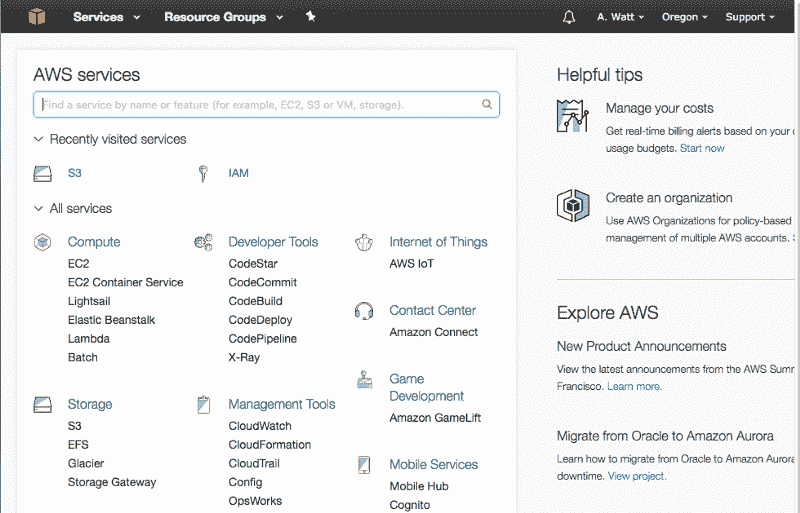 Services Resource Groups A. Watt Oregon Support
AWS services
Find a service by name or feature (for example, EC2, S3 or VM, storage).
Recently visited services
S3 IAM
All services
Compute
EC2
EC2 Container Service
Lightsail
Elastic Beanstalk
Lambda
Batch
Storage
S3
EFS
Glacier
Storage Gateway
Developer Tools
CodeStar
CodeCommit
CodeBuild
CodeDeploy
CodePipeline
X-Ray
Management Tools
CloudWatch
CloudFormation
CloudTrail
Config
OpsWorks
Internet of Things
AWS IoT
Contact Center
Amazon Connect
Game
Development
Amazon GameLift
Mobile Services
Mobile Hub
Cognito
Helpful tips
Manage your costs
Get real-time billing alerts based on your
usage budgets. Start now
Create an organization
Use AWS Organizations for policy-based
management of multiple AWS accounts.
Explore AWS
New Product Announcements
View the latest announcements from the AWS
Francisco. Learn more.
Migrate from Oracle to Amazon Aurora
Learn how to migrate from Oracle to Amazon Aurora
downtime. View project.